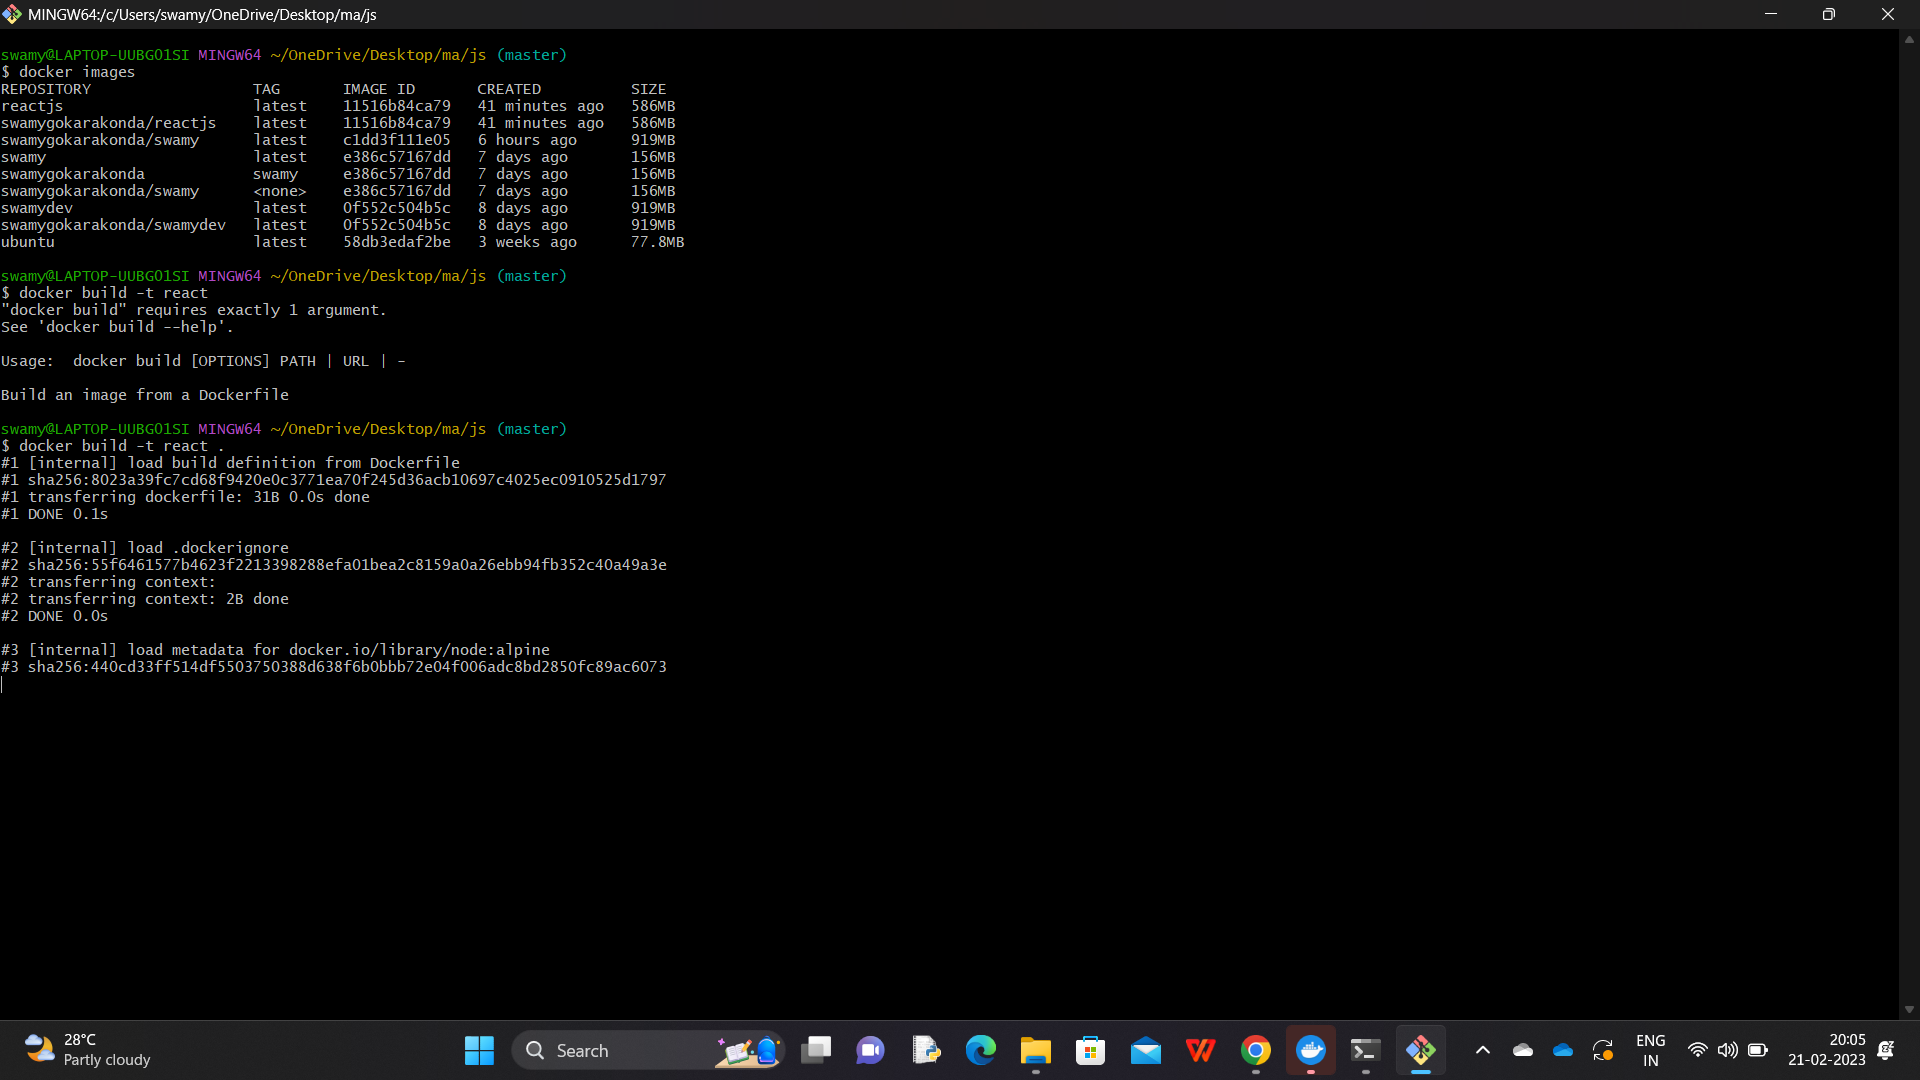 MINGW64:/c/Users/swamy/OneDrive/Desktop/ma/js
swamy@LAPTOP-UUBGO1SI MINGW64 ~/OneDrive/Desktop/ma/js (master)
$ docker images
REPOSITORY TAG IMAGE ID CREATED SIZE
reactjs latest 11516b84ca79 41 minutes ago 586MB
swamygokarakonda/reactjs latest 11516b84ca79 41 minutes ago 586MB
swamygokarakonda/swamy latest c1dd3f111e05 6 hours ago 919MB
swamy latest e386c57167dd 7 days ago 156MB
swamygokarakonda swamy e386c57167dd 7 days ago 156MB
swamygokarakonda/swamy <none> e386c57167dd 7 days ago 156MB
swamydev latest 0f552c504b5c 8 days ago 919MB
swamygokarakonda/swamydev latest 0f552c504b5c 8 days ago 919MB
ubuntu latest 58db3edaf2be 3 weeks ago 77.8MB
swamy@LAPTOP-UUBGO1SI MINGW64 ~/OneDrive/Desktop/ma/js (master)
$ docker build -t react
"docker build" requires exactly 1 argument.
See 'docker build --help'.
Usage:  docker build [OPTIONS] PATH | URL | -
Build an image from a Dockerfile
swamy@LAPTOP-UUBGO1SI MINGW64 ~/OneDrive/Desktop/ma/js (master)
$ docker build -t react .
#1 [internal] load build definition from Dockerfile
#1 sha256:8023a39fc7cd68f9420e0c3771ea70f245d36acb10697c4025ec0910525d1797
#1 transferring dockerfile: 31B 0.0s done
#1 DONE 0.1s
#2 [internal] load .dockerignore
#2 sha256:55f6461577b4623f2213398288efa01bea2c8159a0a26ebb94fb352c40a49a3e
#2 transferring context:
#2 transferring context: 2B done
#2 DONE 0.0s
#3 [internal] load metadata for docker.io/library/node:alpine
#3 sha256:440cd33ff514df5503750388d638f6b0bbb72e04f006adc8bd2850fc89ac6073
28°C
Partly cloudy
Search
ENG
IN
20:05
21-02-2023